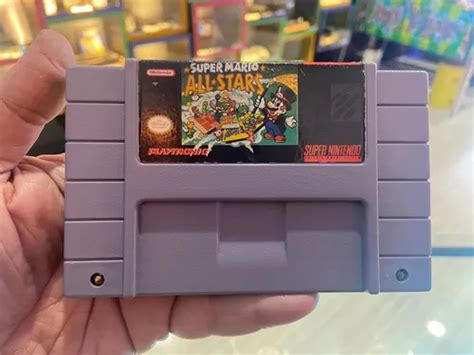 Nintendo
SUPER MARIO
ALL-STARS
PLAYTRONIC
SUPER NINTENDO